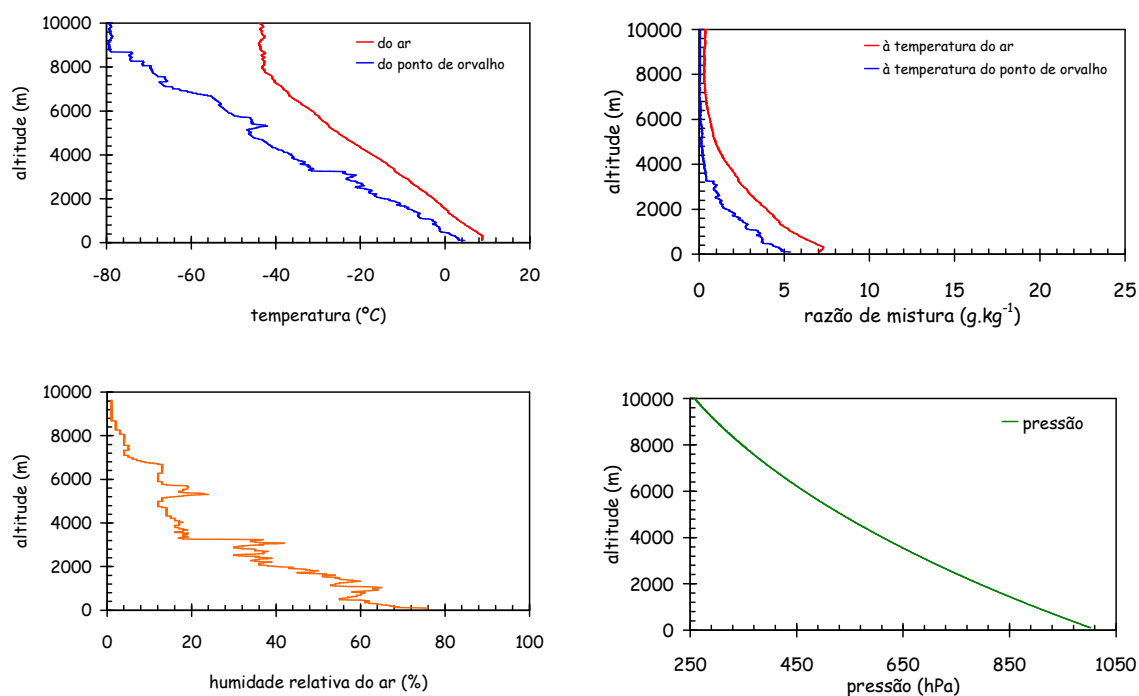 10000
8000
6000
4000
2000
0
altitude (m)
do ar
do ponto de orvalho
-80 -60 -40 -20 0 20
temperatura (ºC)
10000
8000
6000
4000
2000
0
altitude (m)
à temperatura do ar
à temperatura do ponto de orvalho
0 5 10 15 20 25
razão de mistura (g.kg⁻¹)
10000
8000
6000
4000
2000
0
altitude (m)
0 20 40 60 80 100
humidade relativa do ar (%)
10000
8000
6000
4000
2000
0
altitude (m)
pressão
250 450 650 850 1050
pressão (hPa)